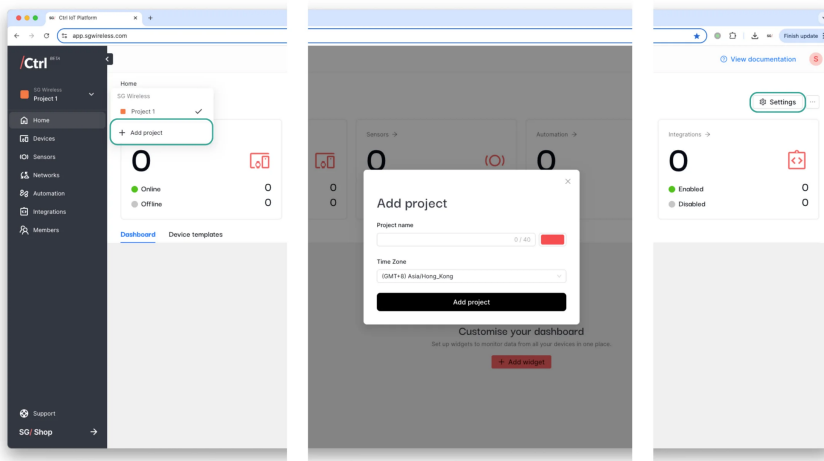 Ctrl IoT Platform
app.sgwireless.com
Finish update
/Ctrl
View documentation
S
SG Wireless
Project 1
Home
SG Wireless
Project 1
Add project
Settings
Home
Devices
Sensors
Networks
Automation
Integrations
Members
Sensors
Automation
Integrations
0
0
0
0
Online 0
Offline 0
0
0
Enabled 0
Disabled 0
Dashboard Device templates
Add project
Project name
0 / 40
Time Zone
(GMT+8) Asia/Hong_Kong
Add project
Customise your dashboard
Set up widgets to monitor data from all your devices in one place.
+ Add widget
Support
SG/ Shop